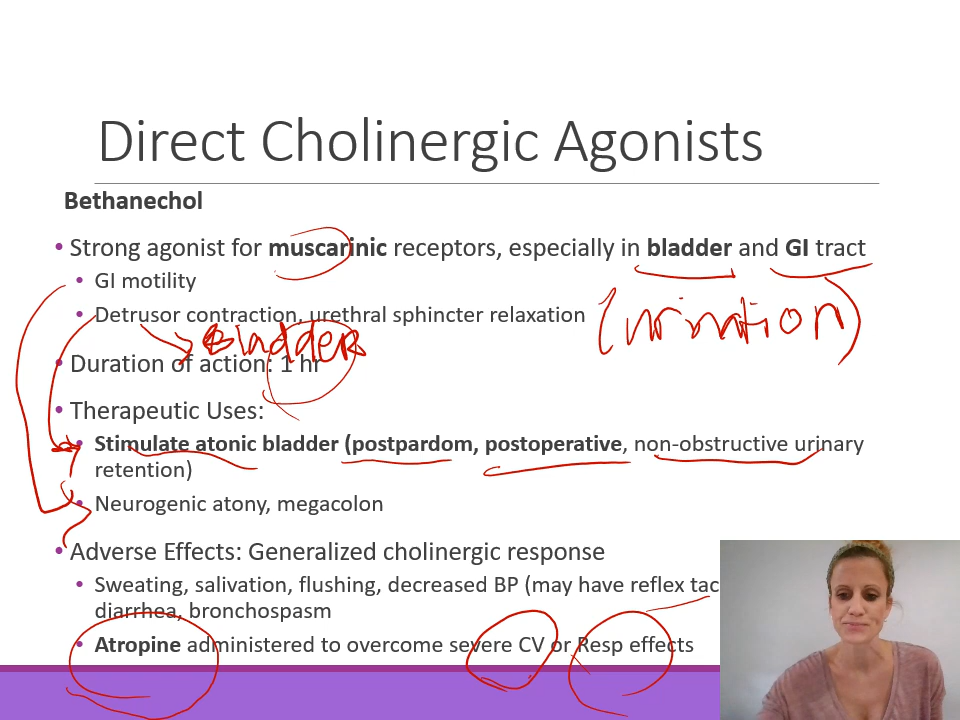 Direct Cholinergic Agonists
Bethanechol
• Strong agonist for muscarinic receptors, especially in bladder and GI tract
• GI motility
• Detrusor contraction, urethral sphincter relaxation
(urination)
Bladder
• Duration of action: 1 hr
• Therapeutic Uses:
• Stimulate atonic bladder (postpardom, postoperative, non-obstructive urinary
retention)
• Neurogenic atony, megacolon
• Adverse Effects: Generalized cholinergic response
• Sweating, salivation, flushing, decreased BP (may have reflex tac
diarrhea, bronchospasm
• Atropine administered to overcome severe CV or Resp effects